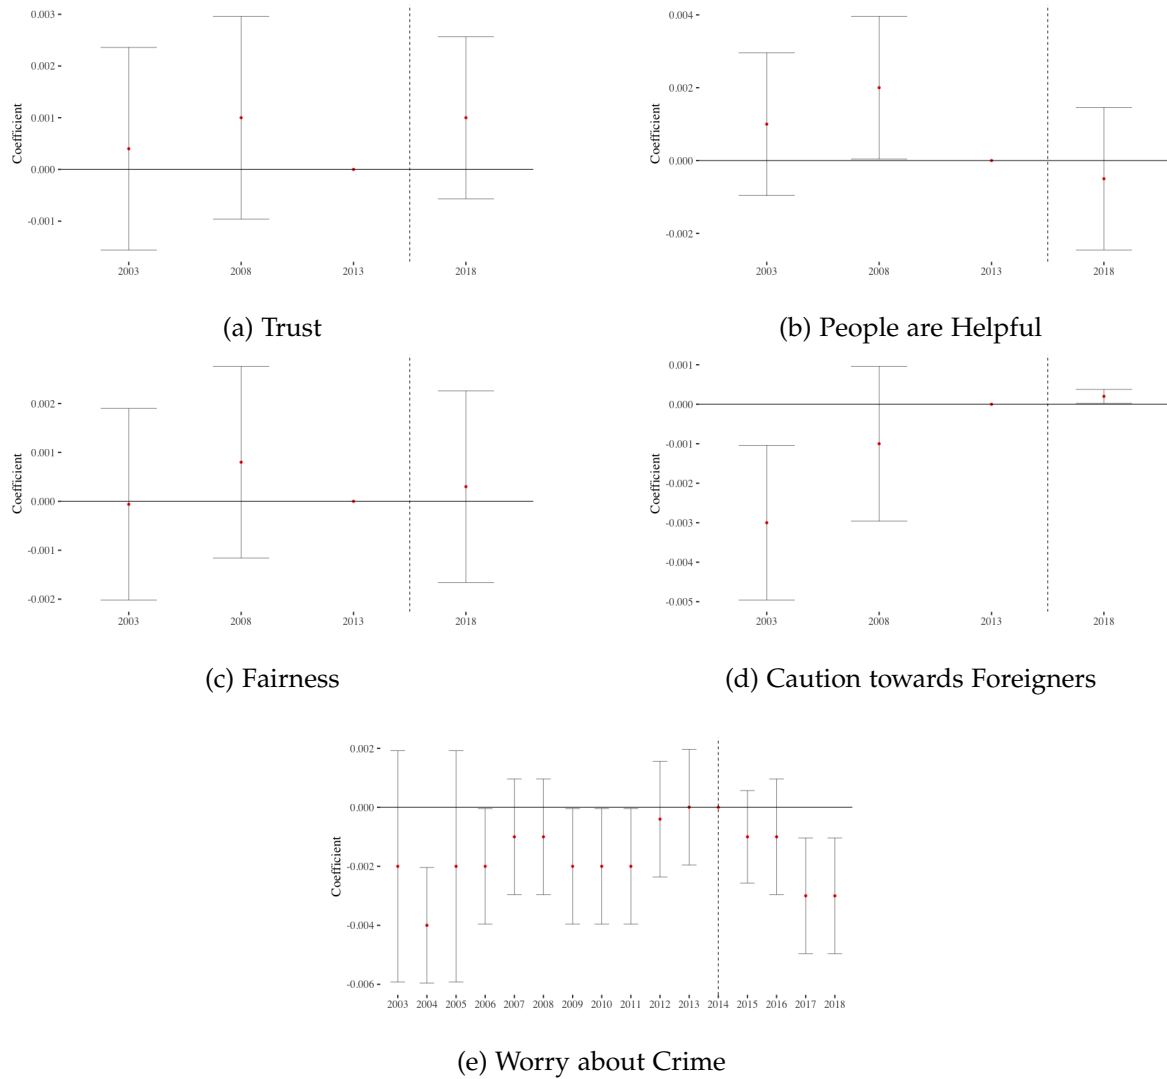 0.003
0.002
0.001
0.000
-0.001
Coefficient
2003 2008 2013 2018
(a) Trust
0.004
0.002
0.000
-0.002
Coefficient
2003 2008 2013 2018
(b) People are Helpful
0.002
0.001
0.000
-0.001
-0.002
Coefficient
2003 2008 2013 2018
(c) Fairness
0.001
0.000
-0.001
-0.002
-0.003
-0.004
-0.005
Coefficient
2003 2008 2013 2018
(d) Caution towards Foreigners
0.002
0.000
-0.002
-0.004
-0.006
Coefficient
2003 2004 2005 2006 2007 2008 2009 2010 2011 2012 2013 2014 2015 2016 2017 2018
(e) Worry about Crime